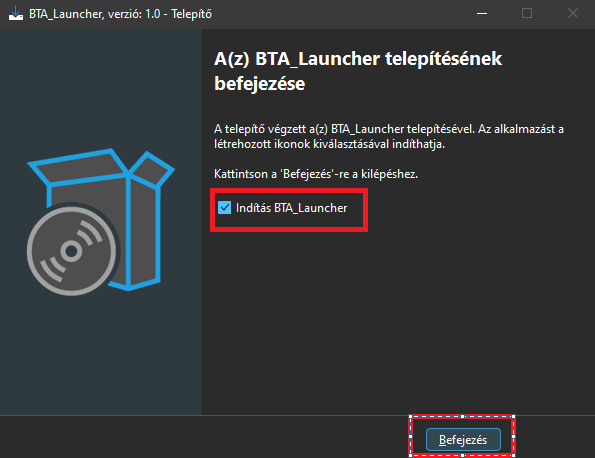 BTA_Launcher, verzió: 1.0 - Telepítő
A(z) BTA_Launcher telepítésének
befejezése
A telepítő végzett a(z) BTA_Launcher telepítésével. Az alkalmazást a
létrehozott ikonok kiválasztásával indíthatja.
Kattintson a 'Befejezés'-re a kilépéshez.
Indítás BTA_Launcher
Befejezés